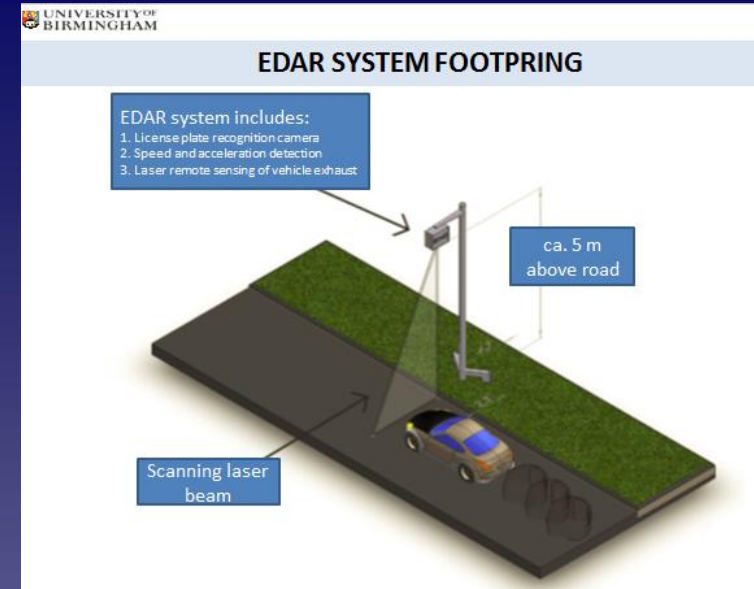 UNIVERSITY OF
BIRMINGHAM
EDAR SYSTEM FOOTPRING
EDAR system includes:
1. License plate recognition camera
2. Speed and acceleration detection
3. Laser remote sensing of vehicle exhaust
ca. 5 m
above road
Scanning laser
beam